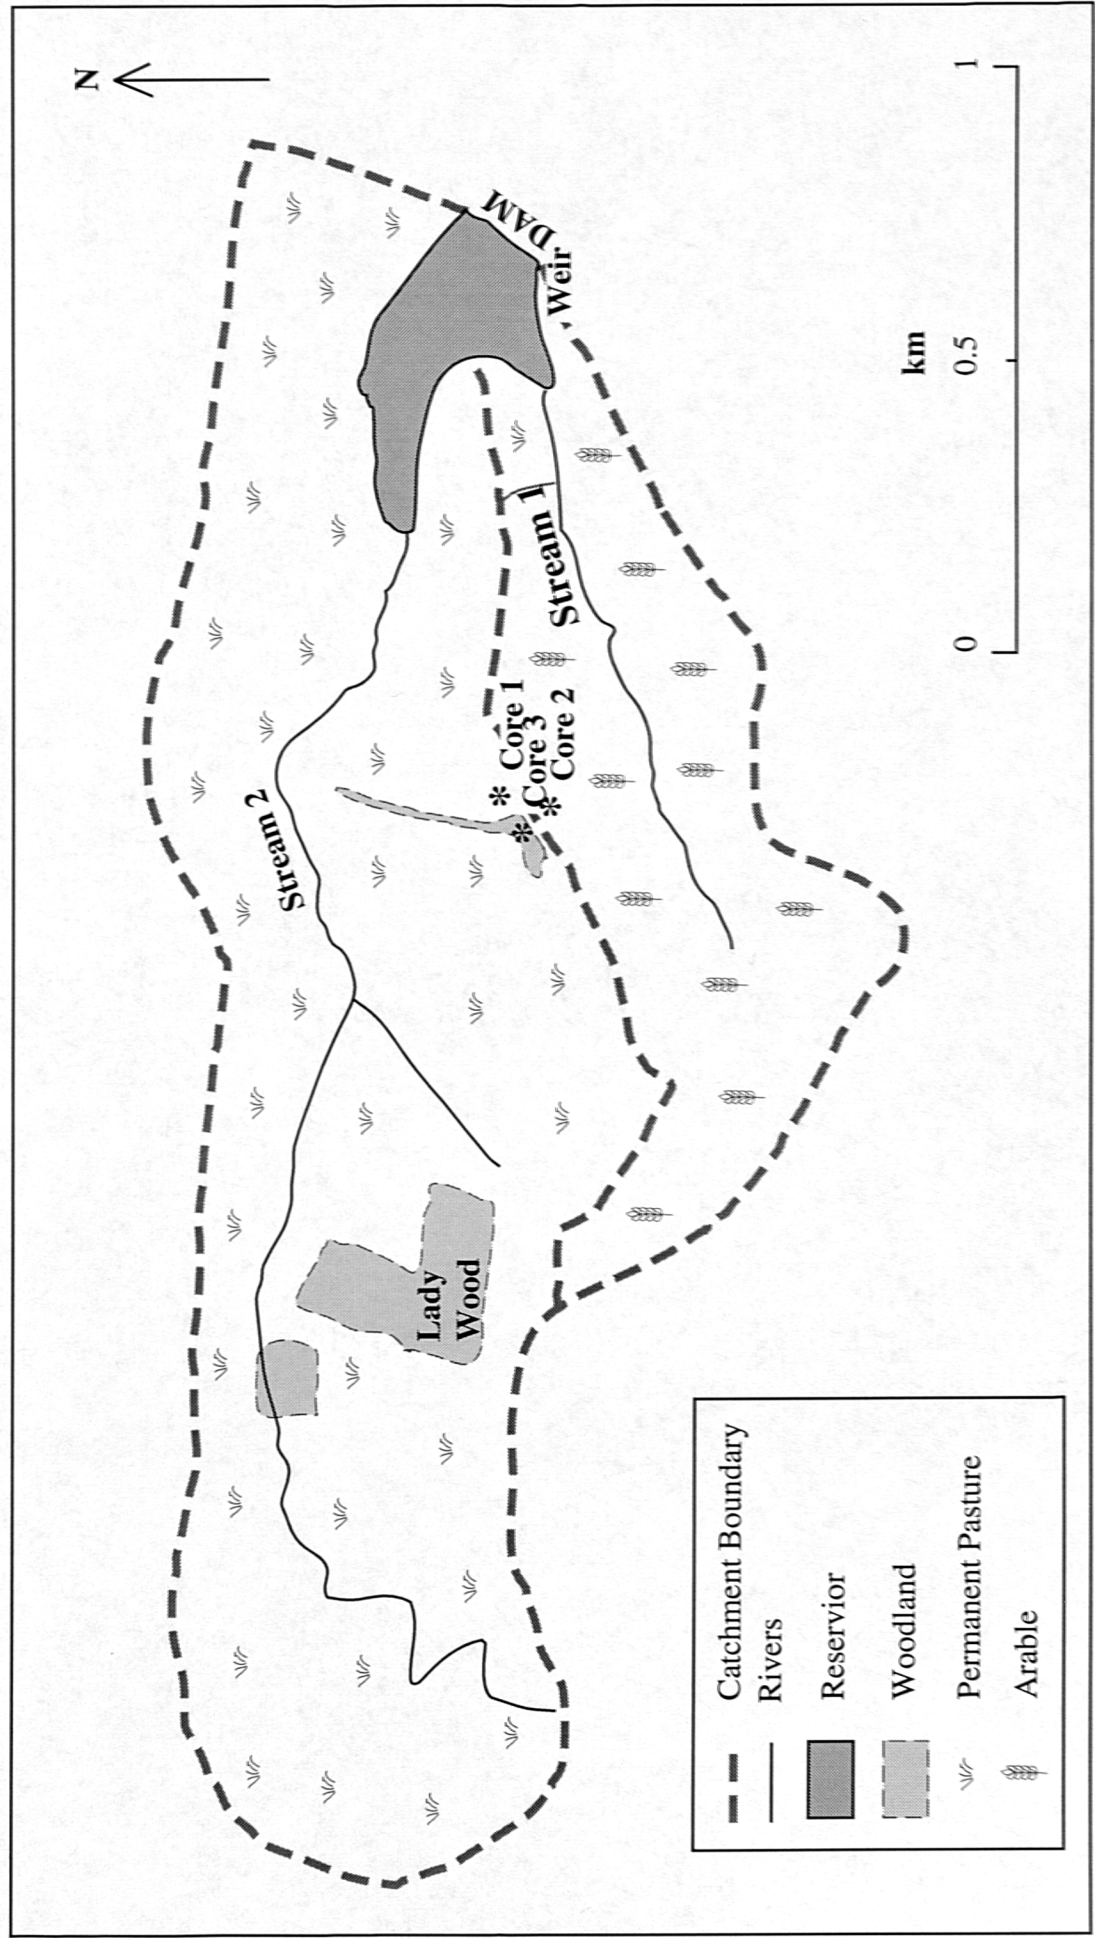 N
Stream 2
Core 1
Core 3
Core 2
Stream 1
DAM
Weir
Lady
Wood
km
0
0.5
1
Catchment Boundary
Rivers
Reservior
Woodland
Permanent Pasture
Arable